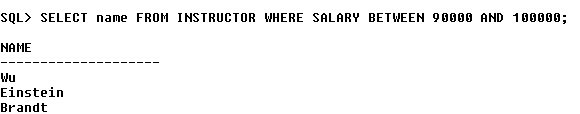 SQL> SELECT name FROM INSTRUCTOR WHERE SALARY BETWEEN 90000 AND 100000;
NAME
--------------------
Wu
Einstein
Brandt